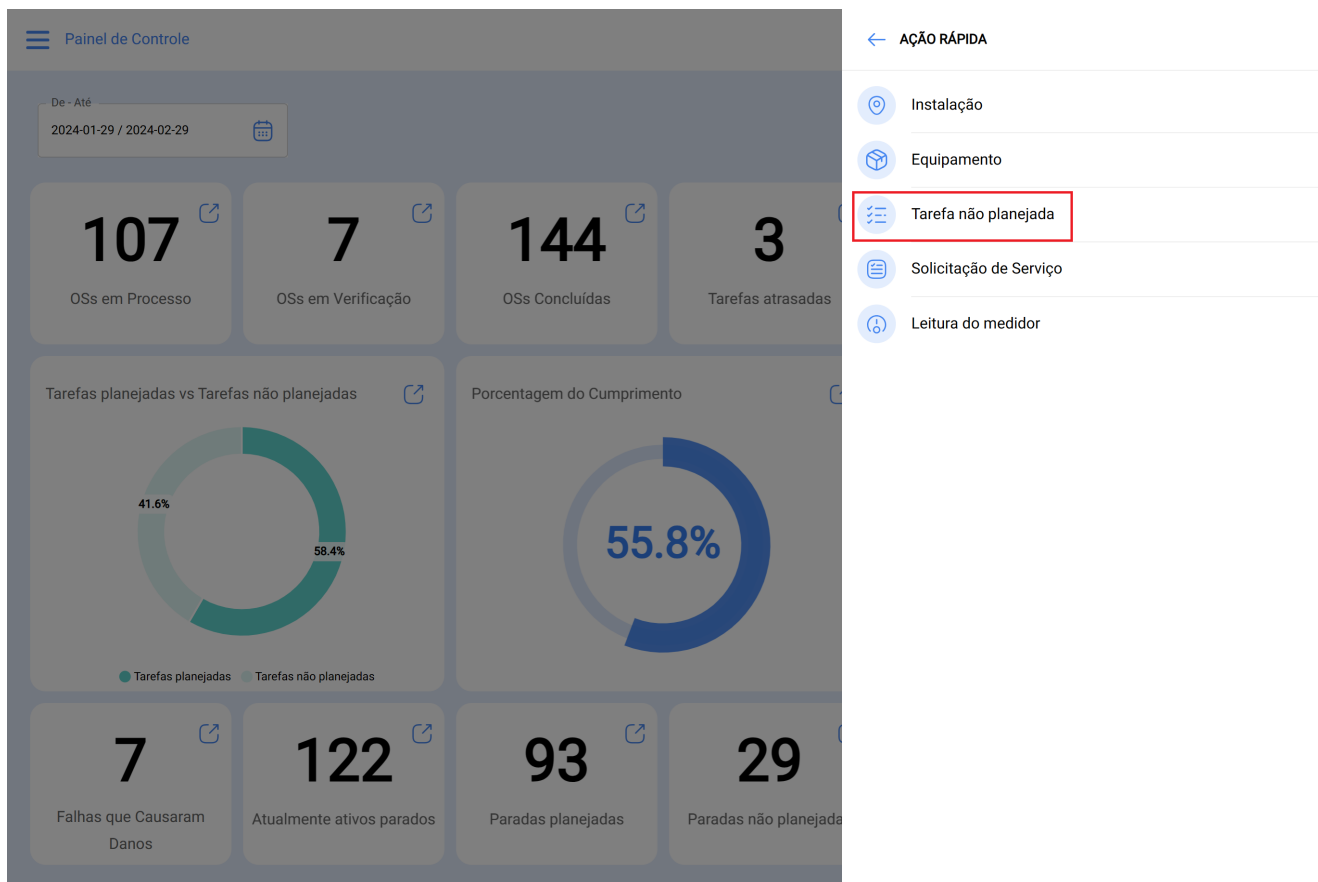 Painel de Controle
De - Até
2024-01-29 / 2024-02-29
107
OSs em Processo
7
OSs em Verificação
144
OSs Concluídas
3
Tarefas atrasadas
Tarefas planejadas vs Tarefas não planejadas
41.6%
58.4%
Tarefas planejadas
Tarefas não planejadas
Porcentagem do Cumprimento
55.8%
7
Falhas que Causaram
Danos
122
Atualmente ativos parados
93
Paradas planejadas
29
Paradas não planejada
AÇÃO RÁPIDA
Instalação
Equipamento
Tarefa não planejada
Solicitação de Serviço
Leitura do medidor